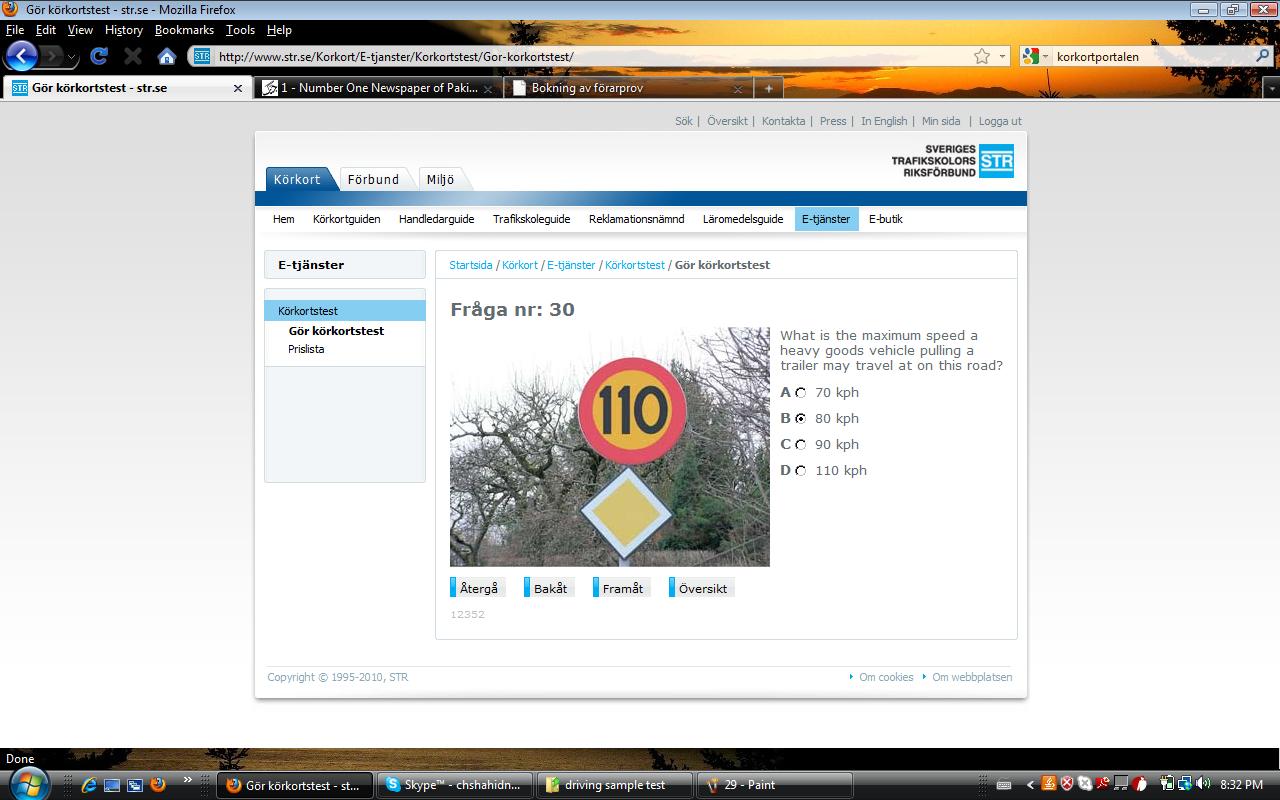 Gör körkortstest - str.se - Mozilla Firefox
File Edit View History Bookmarks Tools Help
STR http://www.str.se/Korkort/E-tjanster/Korkortstest/Gor-korkortstest/ korkortportalen
STR Gör körkortstest - str.se 1 - Number One Newspaper of Paki... Bokning av förarprov
Sök | Översikt | Kontakta | Press | In English | Min sida | Logga ut
SVERIGES
TRAFIKSKOLORS
RIKSFÖRBUND
STR
Körkort Förbund Miljö
Hem Körkortguiden Handledarguide Trafikskoleguide Reklamationsnämnd Läromedelsguide E-tjänster E-butik
E-tjänster
Körkortstest
Gör körkortstest
Prislista
Startsida / Körkort / E-tjänster / Körkortstest / Gör körkortstest
Fråga nr: 30
110
What is the maximum speed a
heavy goods vehicle pulling a
trailer may travel at on this road?
A 70 kph
B 80 kph
C 90 kph
D 110 kph
Återgå Bakåt Framåt Översikt
12352
Copyright © 1995-2010, STR
Om cookies Om webbplatsen
Done
Gör körkortstest - st... Skype™ - chshahidn... driving sample test 29 - Paint 8:32 PM